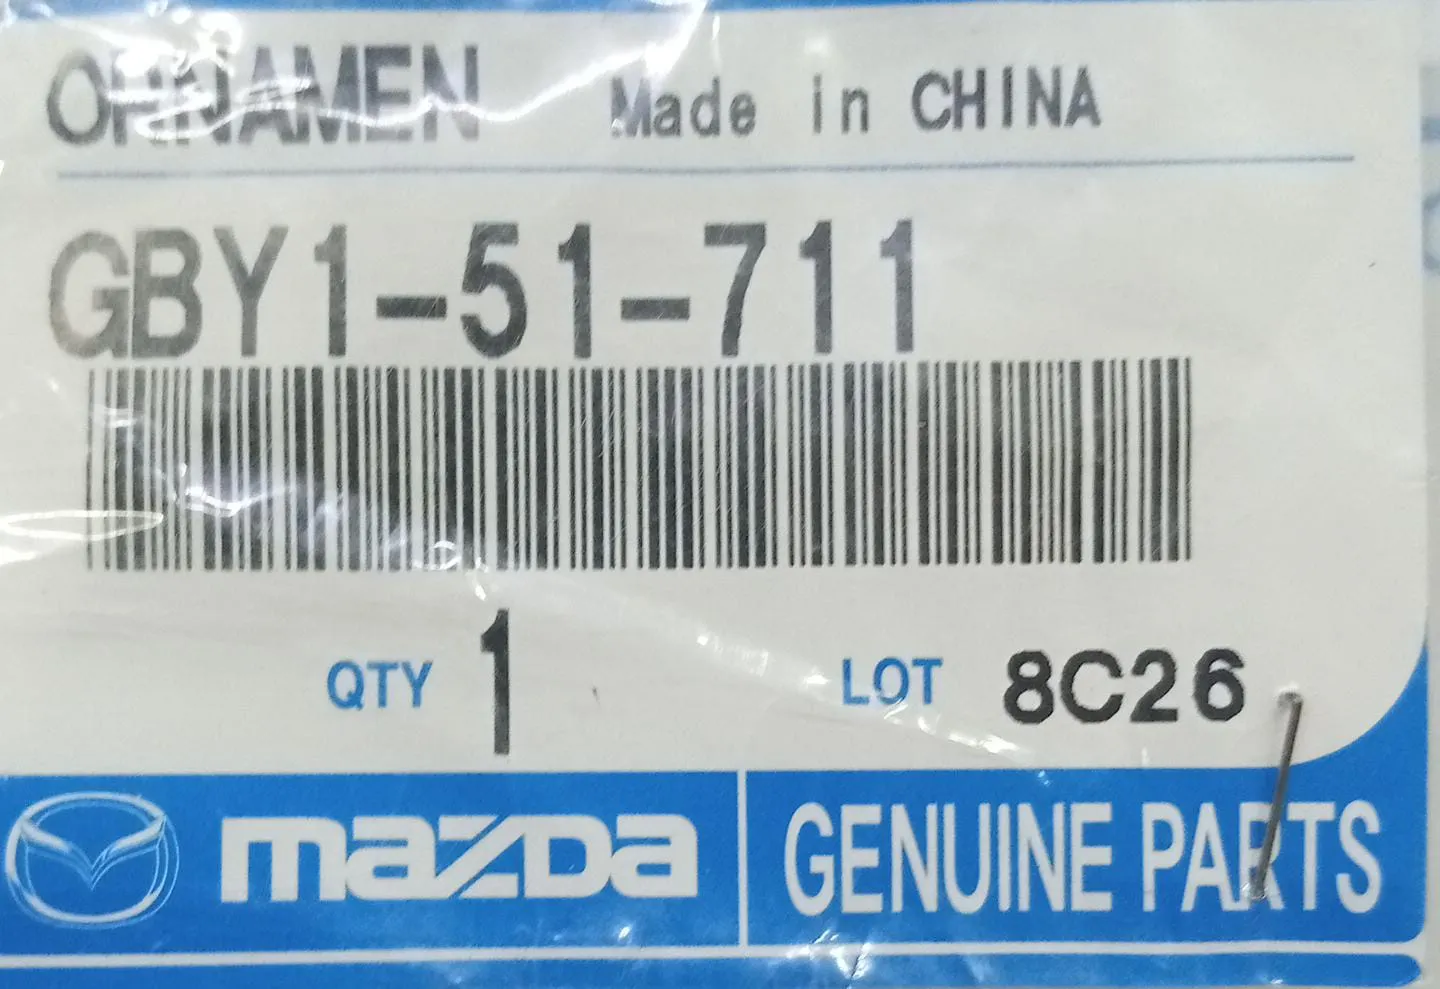 ORNAMEN Made in CHINA
GBY1-51-711
QTY 1 LOT 8C26
mazda GENUINE PARTS